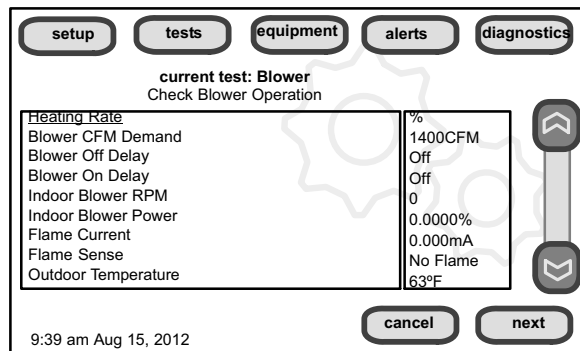 setup tests equipment alerts diagnostics
current test: Blower
Check Blower Operation
Heating Rate %
Blower CFM Demand 1400CFM
Blower Off Delay Off
Blower On Delay Off
Indoor Blower RPM 0
Indoor Blower Power 0.0000%
Flame Current 0.000mA
Flame Sense No Flame
Outdoor Temperature 63ºF
cancel next
9:39 am Aug 15, 2012